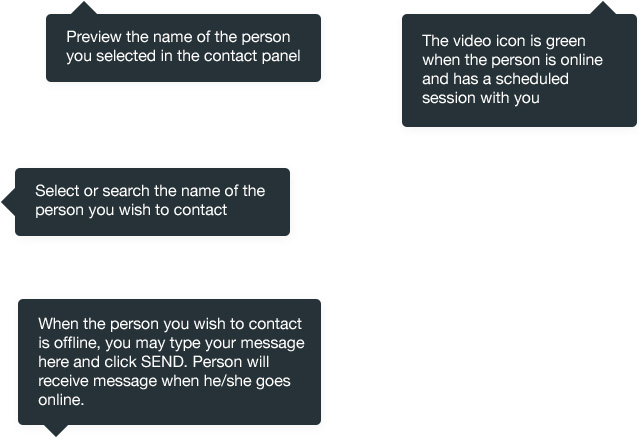 Preview the name of the person
you selected in the contact panel
The video icon is green
when the person is online
and has a scheduled
session with you
Select or search the name of the
person you wish to contact
When the person you wish to contact
is offline, you may type your message
here and click SEND. Person will
receive message when he/she goes
online.